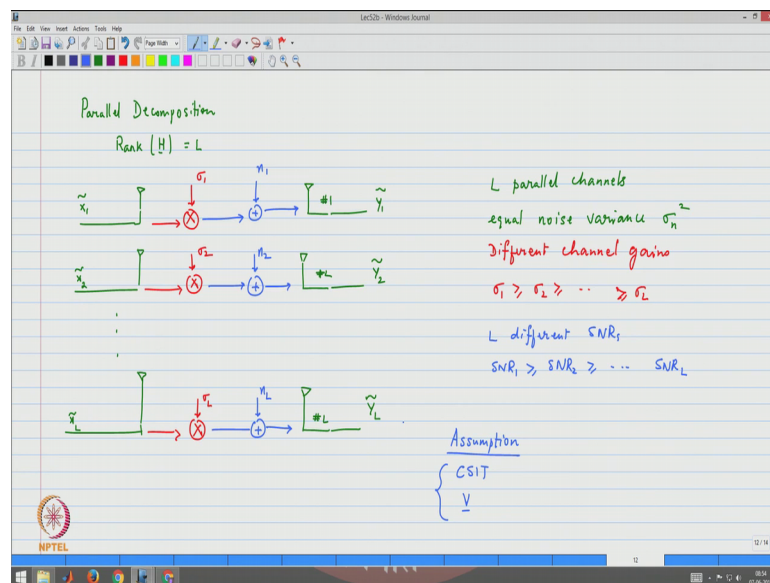 Lec52b - Windows Journal
File Edit View Insert Actions Tools Help
Page Width
B I
Parallel Decomposition
Rank (H) = L
x̃1 σ1 n1 #1 ỹ1
x̃2 σ2 n2 #2 ỹ2
x̃L σL nL #L ỹL
L parallel channels
equal noise variance σn²
Different channel gains
σ1 ≥ σ2 ≥ .. ≥ σL
L different SNRs
SNR1 ≥ SNR2 ≥ ... SNRL
Assumption
CSIT
V
NPTEL
12 / 14
12
08:54